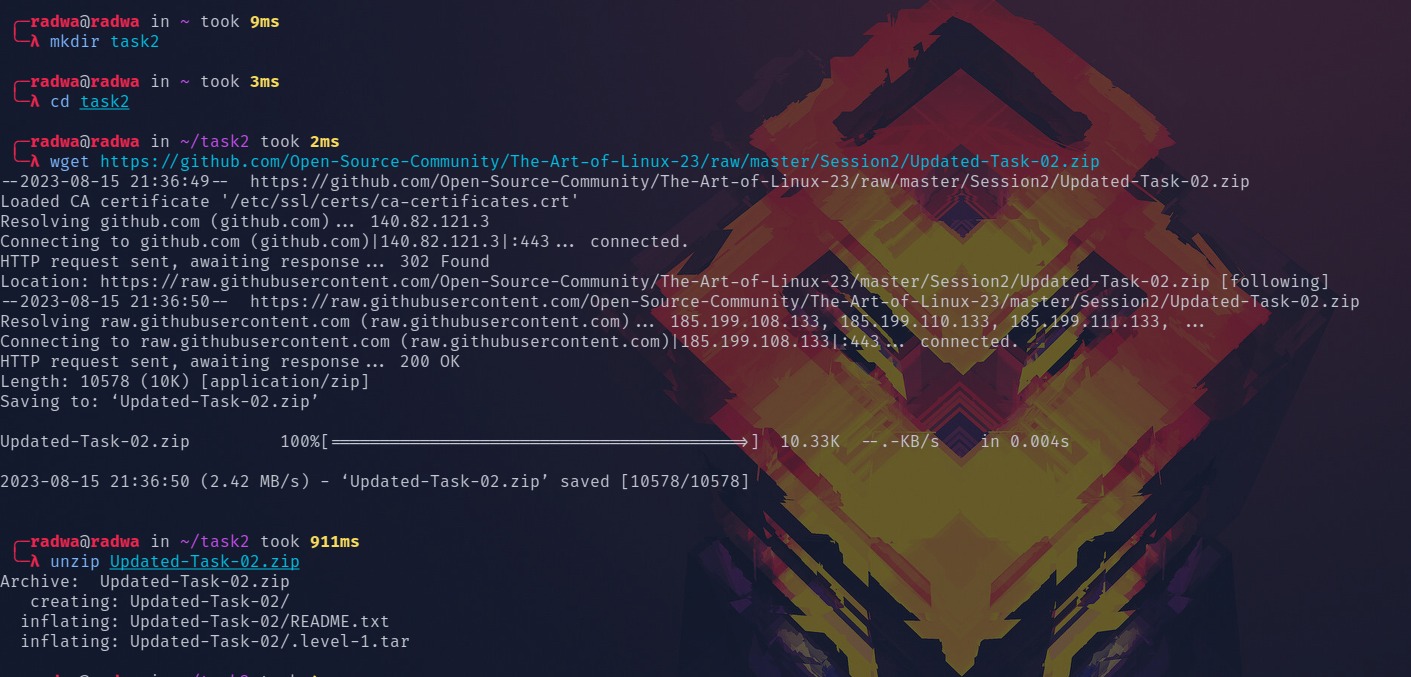 ╭─radwa@radwa in ~ took 9ms
╰─λ mkdir task2
╭─radwa@radwa in ~ took 3ms
╰─λ cd task2
╭─radwa@radwa in ~/task2 took 2ms
╰─λ wget https://github.com/Open-Source-Community/The-Art-of-Linux-23/raw/master/Session2/Updated-Task-02.zip
--2023-08-15 21:36:49--  https://github.com/Open-Source-Community/The-Art-of-Linux-23/raw/master/Session2/Updated-Task-02.zip
Loaded CA certificate '/etc/ssl/certs/ca-certificates.crt'
Resolving github.com (github.com)... 140.82.121.3
Connecting to github.com (github.com)|140.82.121.3|:443... connected.
HTTP request sent, awaiting response... 302 Found
Location: https://raw.githubusercontent.com/Open-Source-Community/The-Art-of-Linux-23/master/Session2/Updated-Task-02.zip [following]
--2023-08-15 21:36:50--  https://raw.githubusercontent.com/Open-Source-Community/The-Art-of-Linux-23/master/Session2/Updated-Task-02.zip
Resolving raw.githubusercontent.com (raw.githubusercontent.com)... 185.199.108.133, 185.199.110.133, 185.199.111.133, ...
Connecting to raw.githubusercontent.com (raw.githubusercontent.com)|185.199.108.133|:443... connected.
HTTP request sent, awaiting response... 200 OK
Length: 10578 (10K) [application/zip]
Saving to: ‘Updated-Task-02.zip’
Updated-Task-02.zip         100%[=========================================>]  10.33K  --.-KB/s    in 0.004s
2023-08-15 21:36:50 (2.42 MB/s) - ‘Updated-Task-02.zip’ saved [10578/10578]
╭─radwa@radwa in ~/task2 took 911ms
╰─λ unzip Updated-Task-02.zip
Archive:  Updated-Task-02.zip
   creating: Updated-Task-02/
  inflating: Updated-Task-02/README.txt
  inflating: Updated-Task-02/.level-1.tar